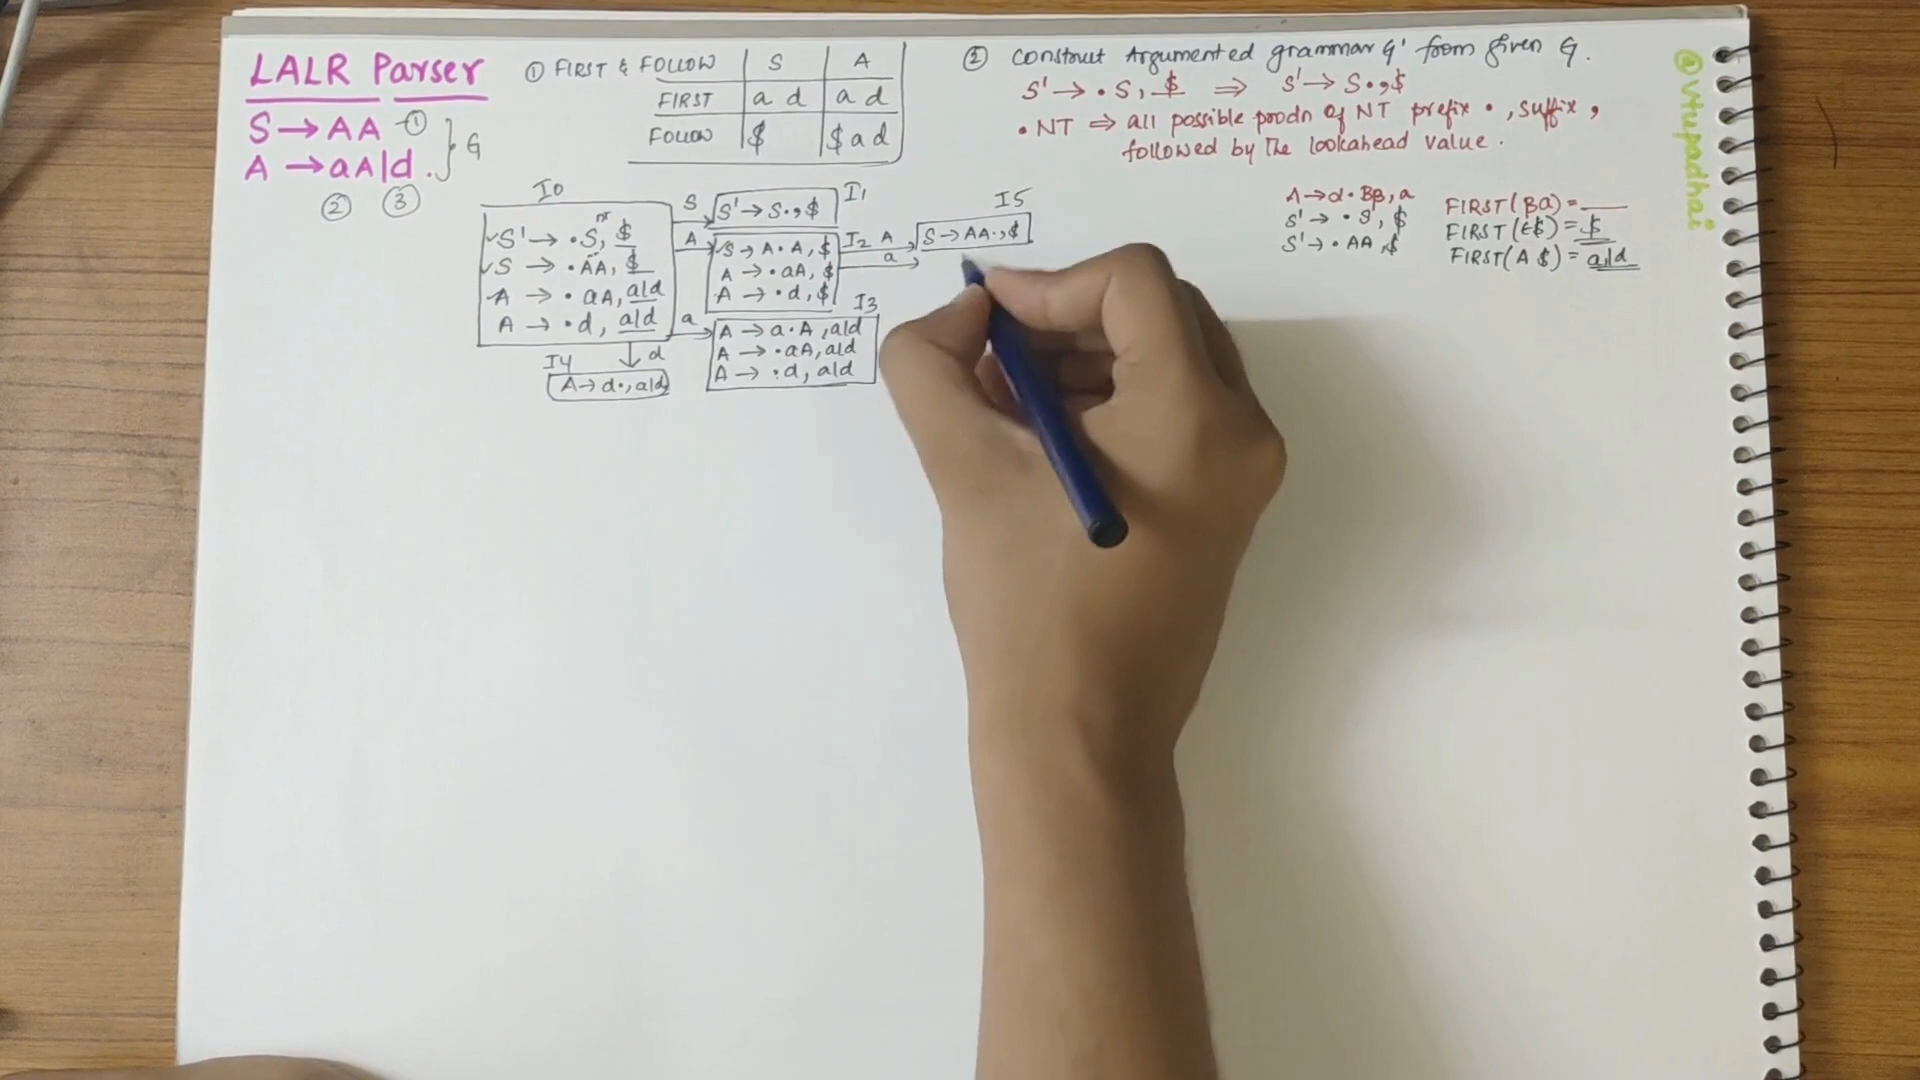 LALR Parser
S → AA - ①
A → aA|d . } G
② ③
① FIRST & FOLLOW | S | A
FIRST | a d | a d
FOLLOW | $ | $ a d
② Construct Argumented grammar G' from given G.
S' → • S, $ ⇒ S' → S•,$
• NT ⇒ all possible prodn of NT prefix • , suffix ,
followed by the lookahead value .
I0
S' → •S, $
S → •AA, $
A → • aA, a|d
A → •d, a|d
S
S' → S•, $
I1
A
S → A•A, $
A → •aA, $
A → •d, $
I2
A
a
I5
S → AA•,$
a
I3
A → a•A, a|d
A → •aA, a|d
A → •d, a|d
d
I4
A → d•, a|d
A → α•Bβ, a
S' → •S, $
S' → •AA, $
FIRST(βa) = __
FIRST(ε$) = $
FIRST(A $) = a|d
@vtupadhai